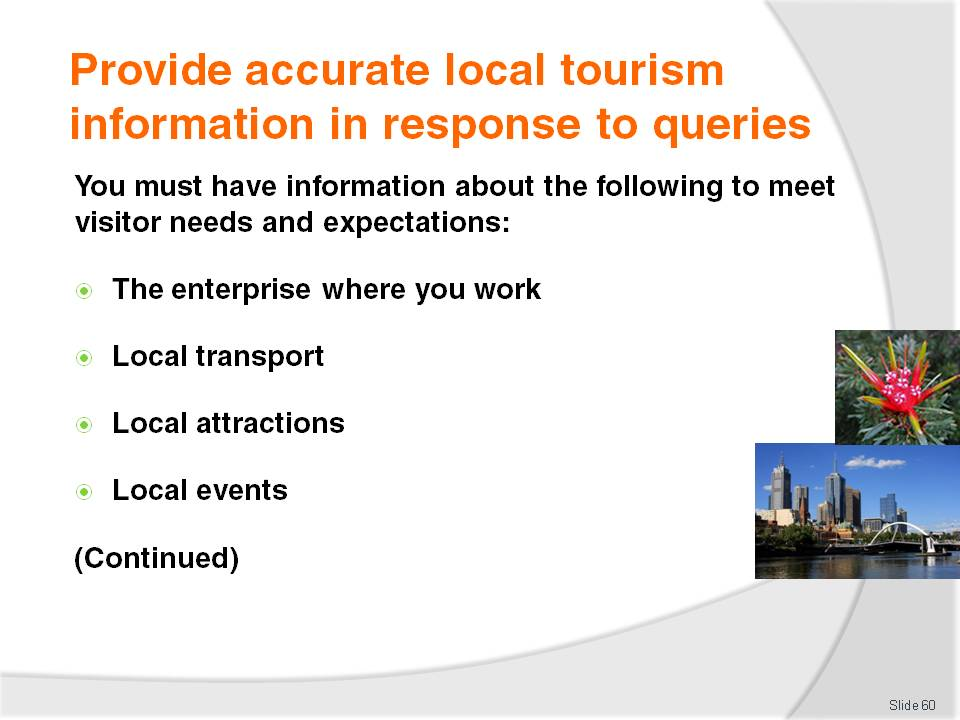 Provide accurate local tourism
information in response to queries
You must have information about the following to meet
visitor needs and expectations:
The enterprise where you work
Local transport
Local attractions
Local events
(Continued)
Slide 60